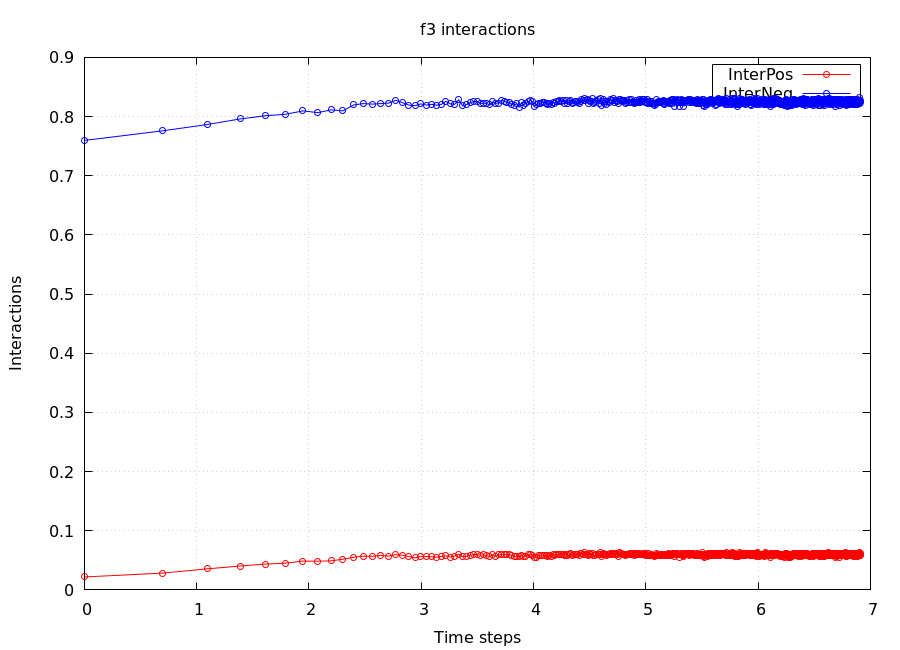 f3 interactions
0.9
0.8
0.7
0.6
0.5
0.4
0.3
0.2
0.1
0
InterPos
InterNeg
Interactions
0 1 2 3 4 5 6 7
Time steps